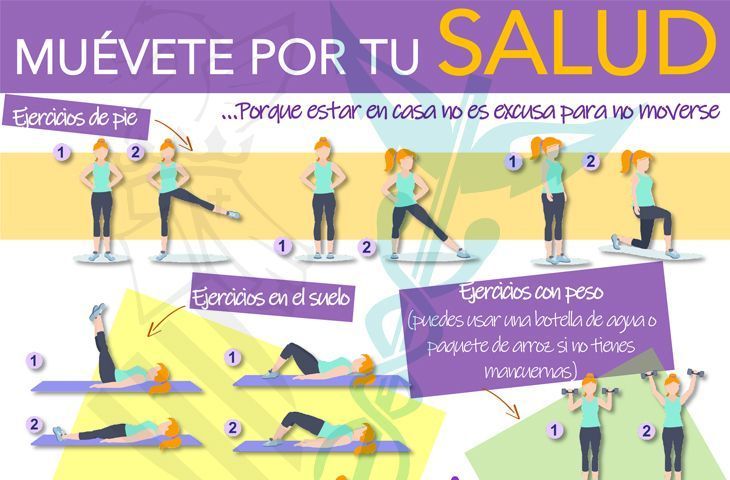 MUÉVETE POR TU SALUD
...Porque estar en casa no es excusa para no moverse
Ejercicios de pie
1 2
1 2
1 2
Ejercicios en el suelo
1 1
2 2
Ejercicios con peso
(puedes usar una botella de agua o
paquete de arroz si no tienes
mancuernas)
1 2